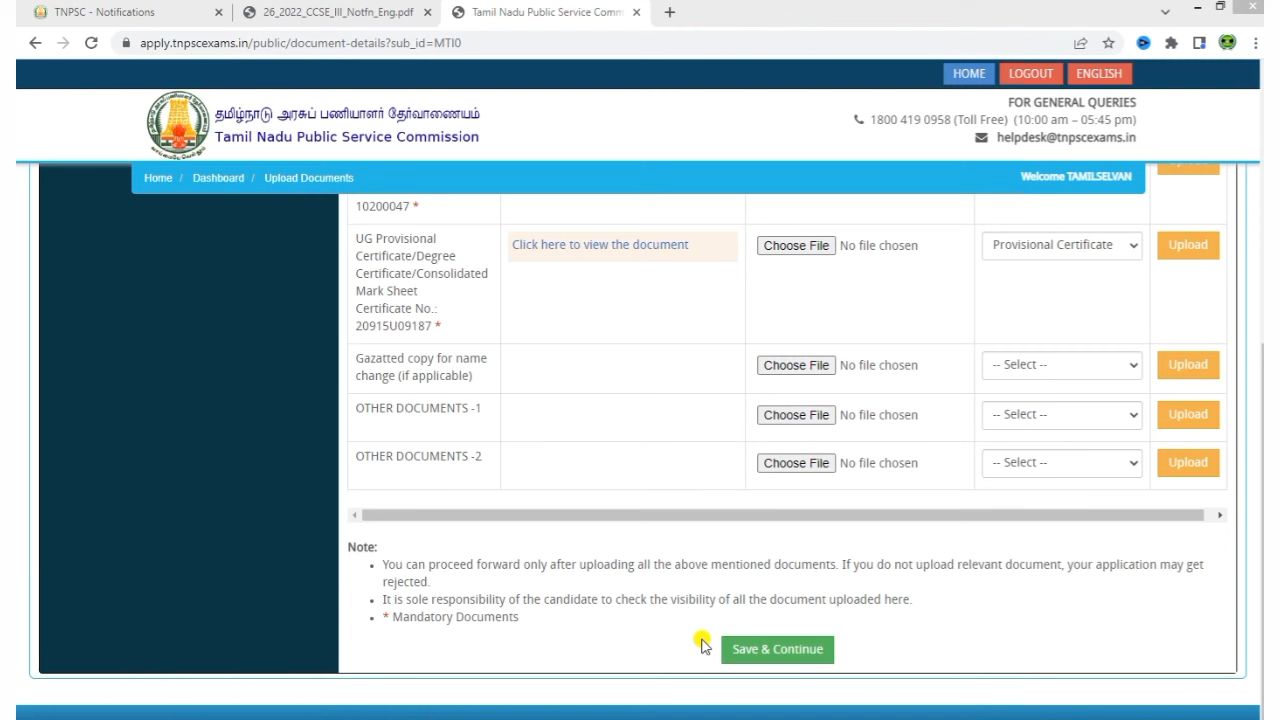 TNPSC - Notifications
26_2022_CCSE_III_Notfn_Eng.pdf
Tamil Nadu Public Service Comm
apply.tnpscexams.in/public/document-details?sub_id=MTI0
HOME
LOGOUT
ENGLISH
தமிழ்நாடு அரசுப் பணியாளர் தேர்வாணையம்
Tamil Nadu Public Service Commission
FOR GENERAL QUERIES
1800 419 0958 (Toll Free) (10:00 am – 05:45 pm)
helpdesk@tnpscexams.in
Home / Dashboard / Upload Documents
Welcome TAMILSELVAN
10200047 *
UG Provisional
Certificate/Degree
Certificate/Consolidated
Mark Sheet
Certificate No.:
20915U09187 *
Click here to view the document
Choose File No file chosen
Provisional Certificate
Upload
Gazatted copy for name
change (if applicable)
Choose File No file chosen
-- Select --
Upload
OTHER DOCUMENTS -1
Choose File No file chosen
-- Select --
Upload
OTHER DOCUMENTS -2
Choose File No file chosen
-- Select --
Upload
Note:
• You can proceed forward only after uploading all the above mentioned documents. If you do not upload relevant document, your application may get
rejected.
• It is sole responsibility of the candidate to check the visibility of all the document uploaded here.
• * Mandatory Documents
Save & Continue